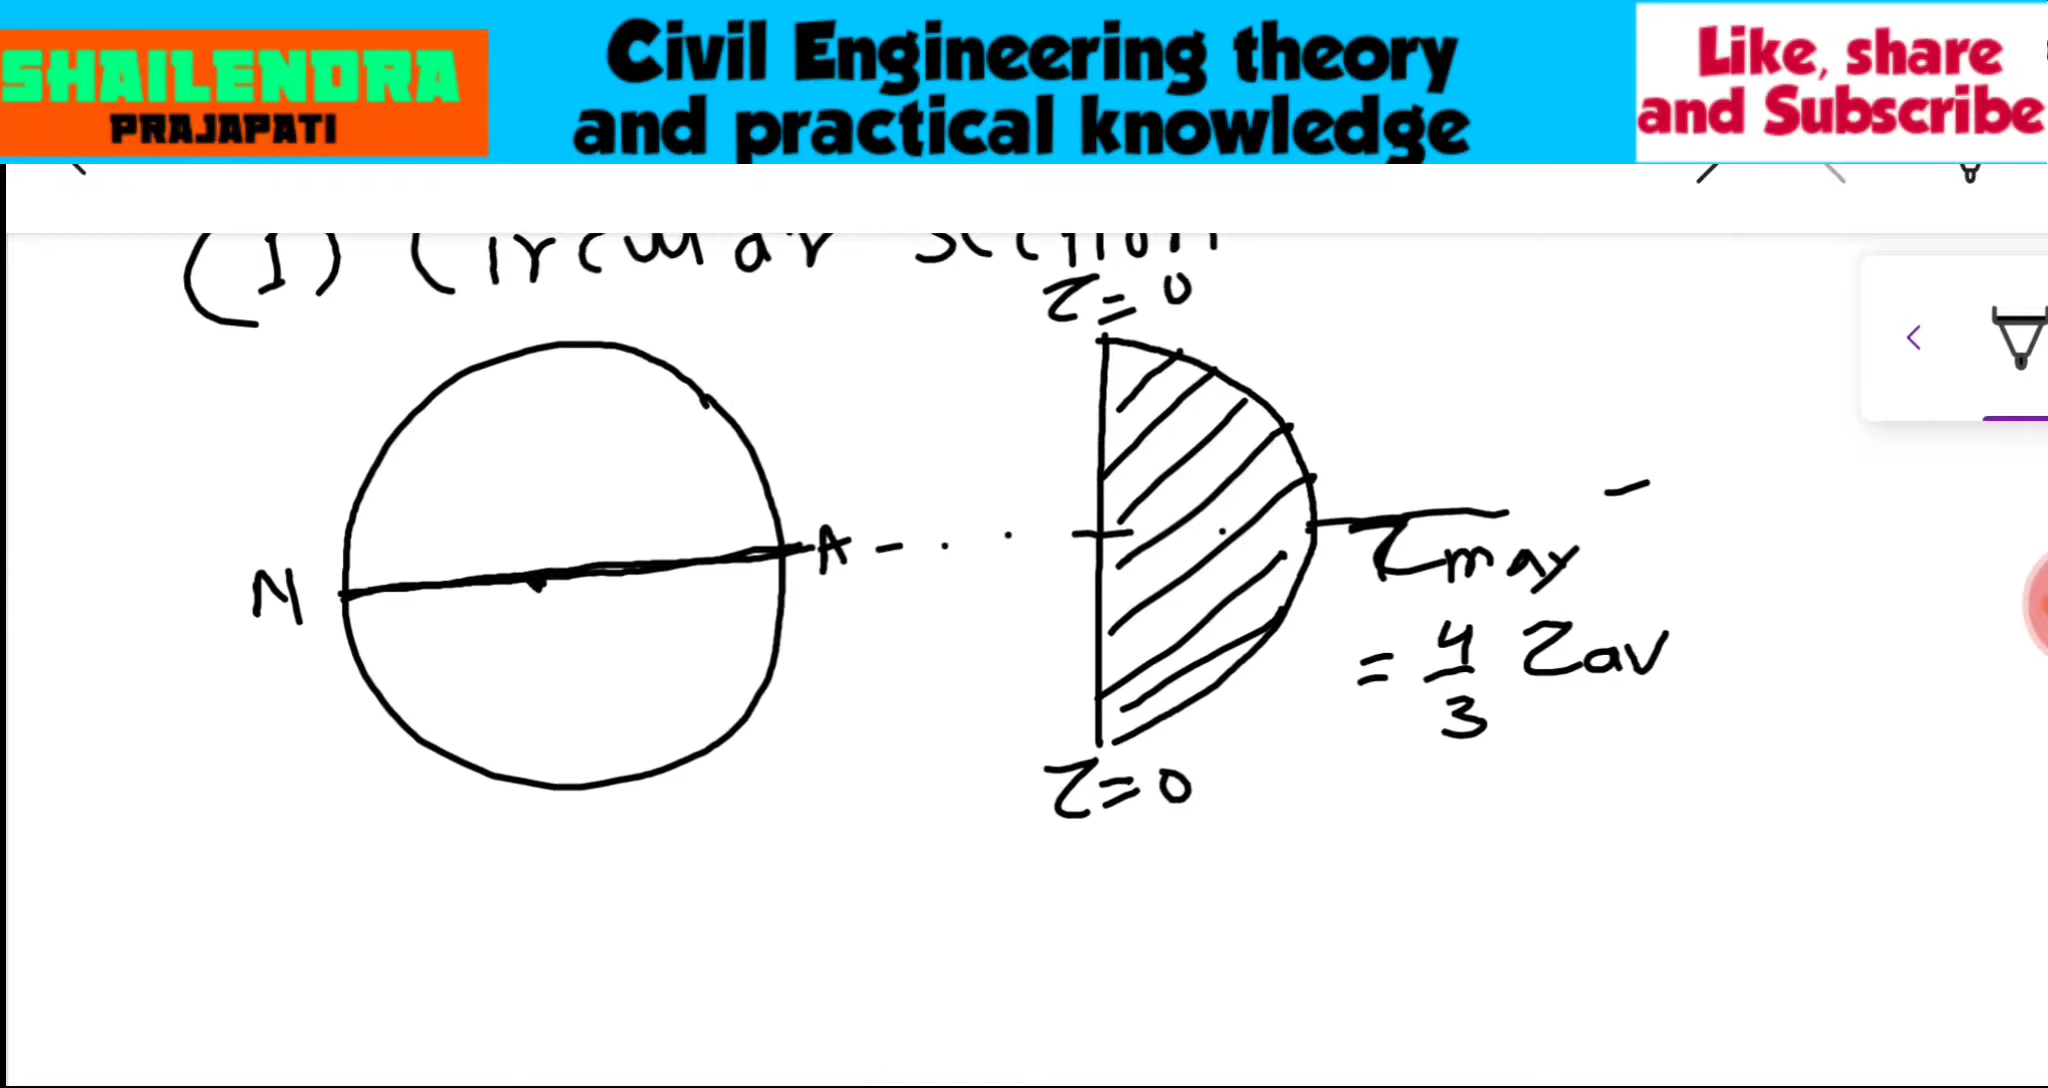 SHAILENDRA
PRAJAPATI
Civil Engineering theory
and practical knowledge
Like, share
and Subscribe
(I) Circular section
τ=0
N
A
τmax
= 4/3 τav
τ=0